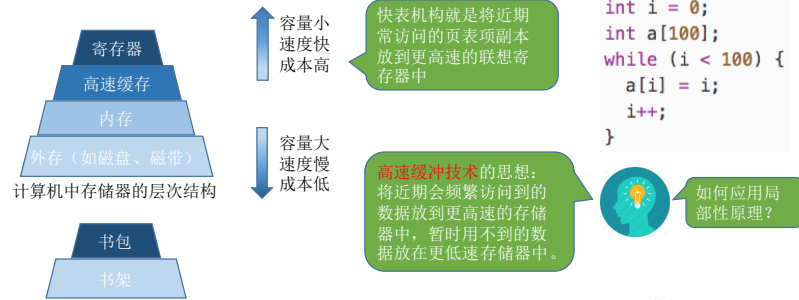 寄存器
高速缓存
内存
外存（如磁盘、磁带）
计算机中存储器的层次结构
书包
书架
容量小
速度快
成本高
容量大
速度慢
成本低
快表机构就是将近期
常访问的页表项副本
放到更高速的联想寄
存器中
高速缓冲技术的思想：
将近期会频繁访问到的
数据放到更高速的存储
器中，暂时用不到的数
据放在更低速存储器中。
int i = 0;
int a[100];
while (i < 100) {
  a[i] = i;
  i++;
}
如何应用局
部性原理？